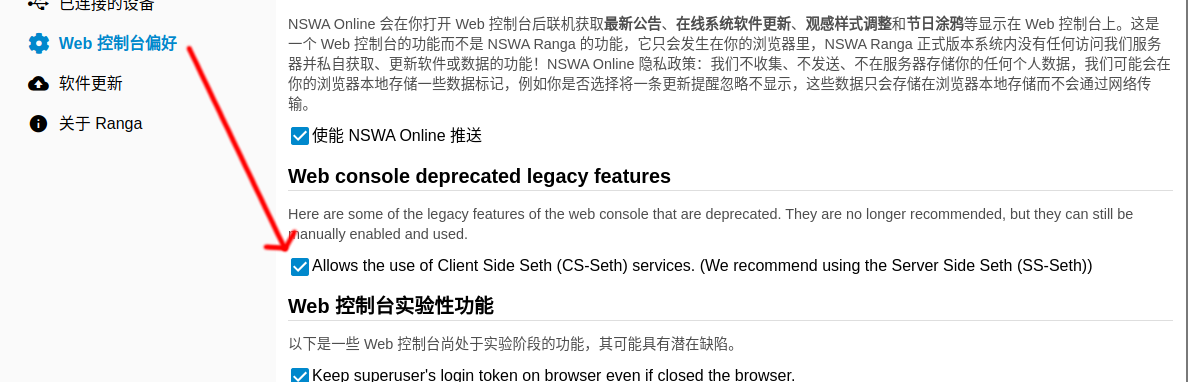 已连接的设备
Web 控制台偏好
软件更新
关于 Ranga
NSWA Online 会在你打开 Web 控制台后联机获取最新公告、在线系统软件更新、观感样式调整和节日涂鸦等显示在 Web 控制台上。这是
一个 Web 控制台的功能而不是 NSWA Ranga 的功能，它只会发生在你的浏览器里，NSWA Ranga 正式版本系统内没有任何访问我们服务
器并私自获取、更新软件或数据的功能！NSWA Online 隐私政策：我们不收集、不发送、不在服务器存储你的任何个人数据，我们可能会在
你的浏览器本地存储一些数据标记，例如你是否选择将一条更新提醒忽略不显示，这些数据只会存储在浏览器本地存储而不会通过网络传
输。
使能 NSWA Online 推送
Web console deprecated legacy features
Here are some of the legacy features of the web console that are deprecated. They are no longer recommended, but they can still be
manually enabled and used.
Allows the use of Client Side Seth (CS-Seth) services. (We recommend using the Server Side Seth (SS-Seth))
Web 控制台实验性功能
以下是一些 Web 控制台尚处于实验阶段的功能，其可能具有潜在缺陷。
Keep superuser's login token on browser even if closed the browser.